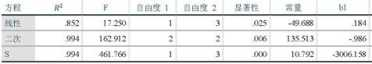 方程 R² F 自由度 1 自由度 2 显著性 常量 b1
线性 .852 17.250 1 3 .025 -49.688 .184
二次 .994 162.912 2 2 .006 135.513 -.986
S .994 461.766 1 3 .000 10.792 -3006.158